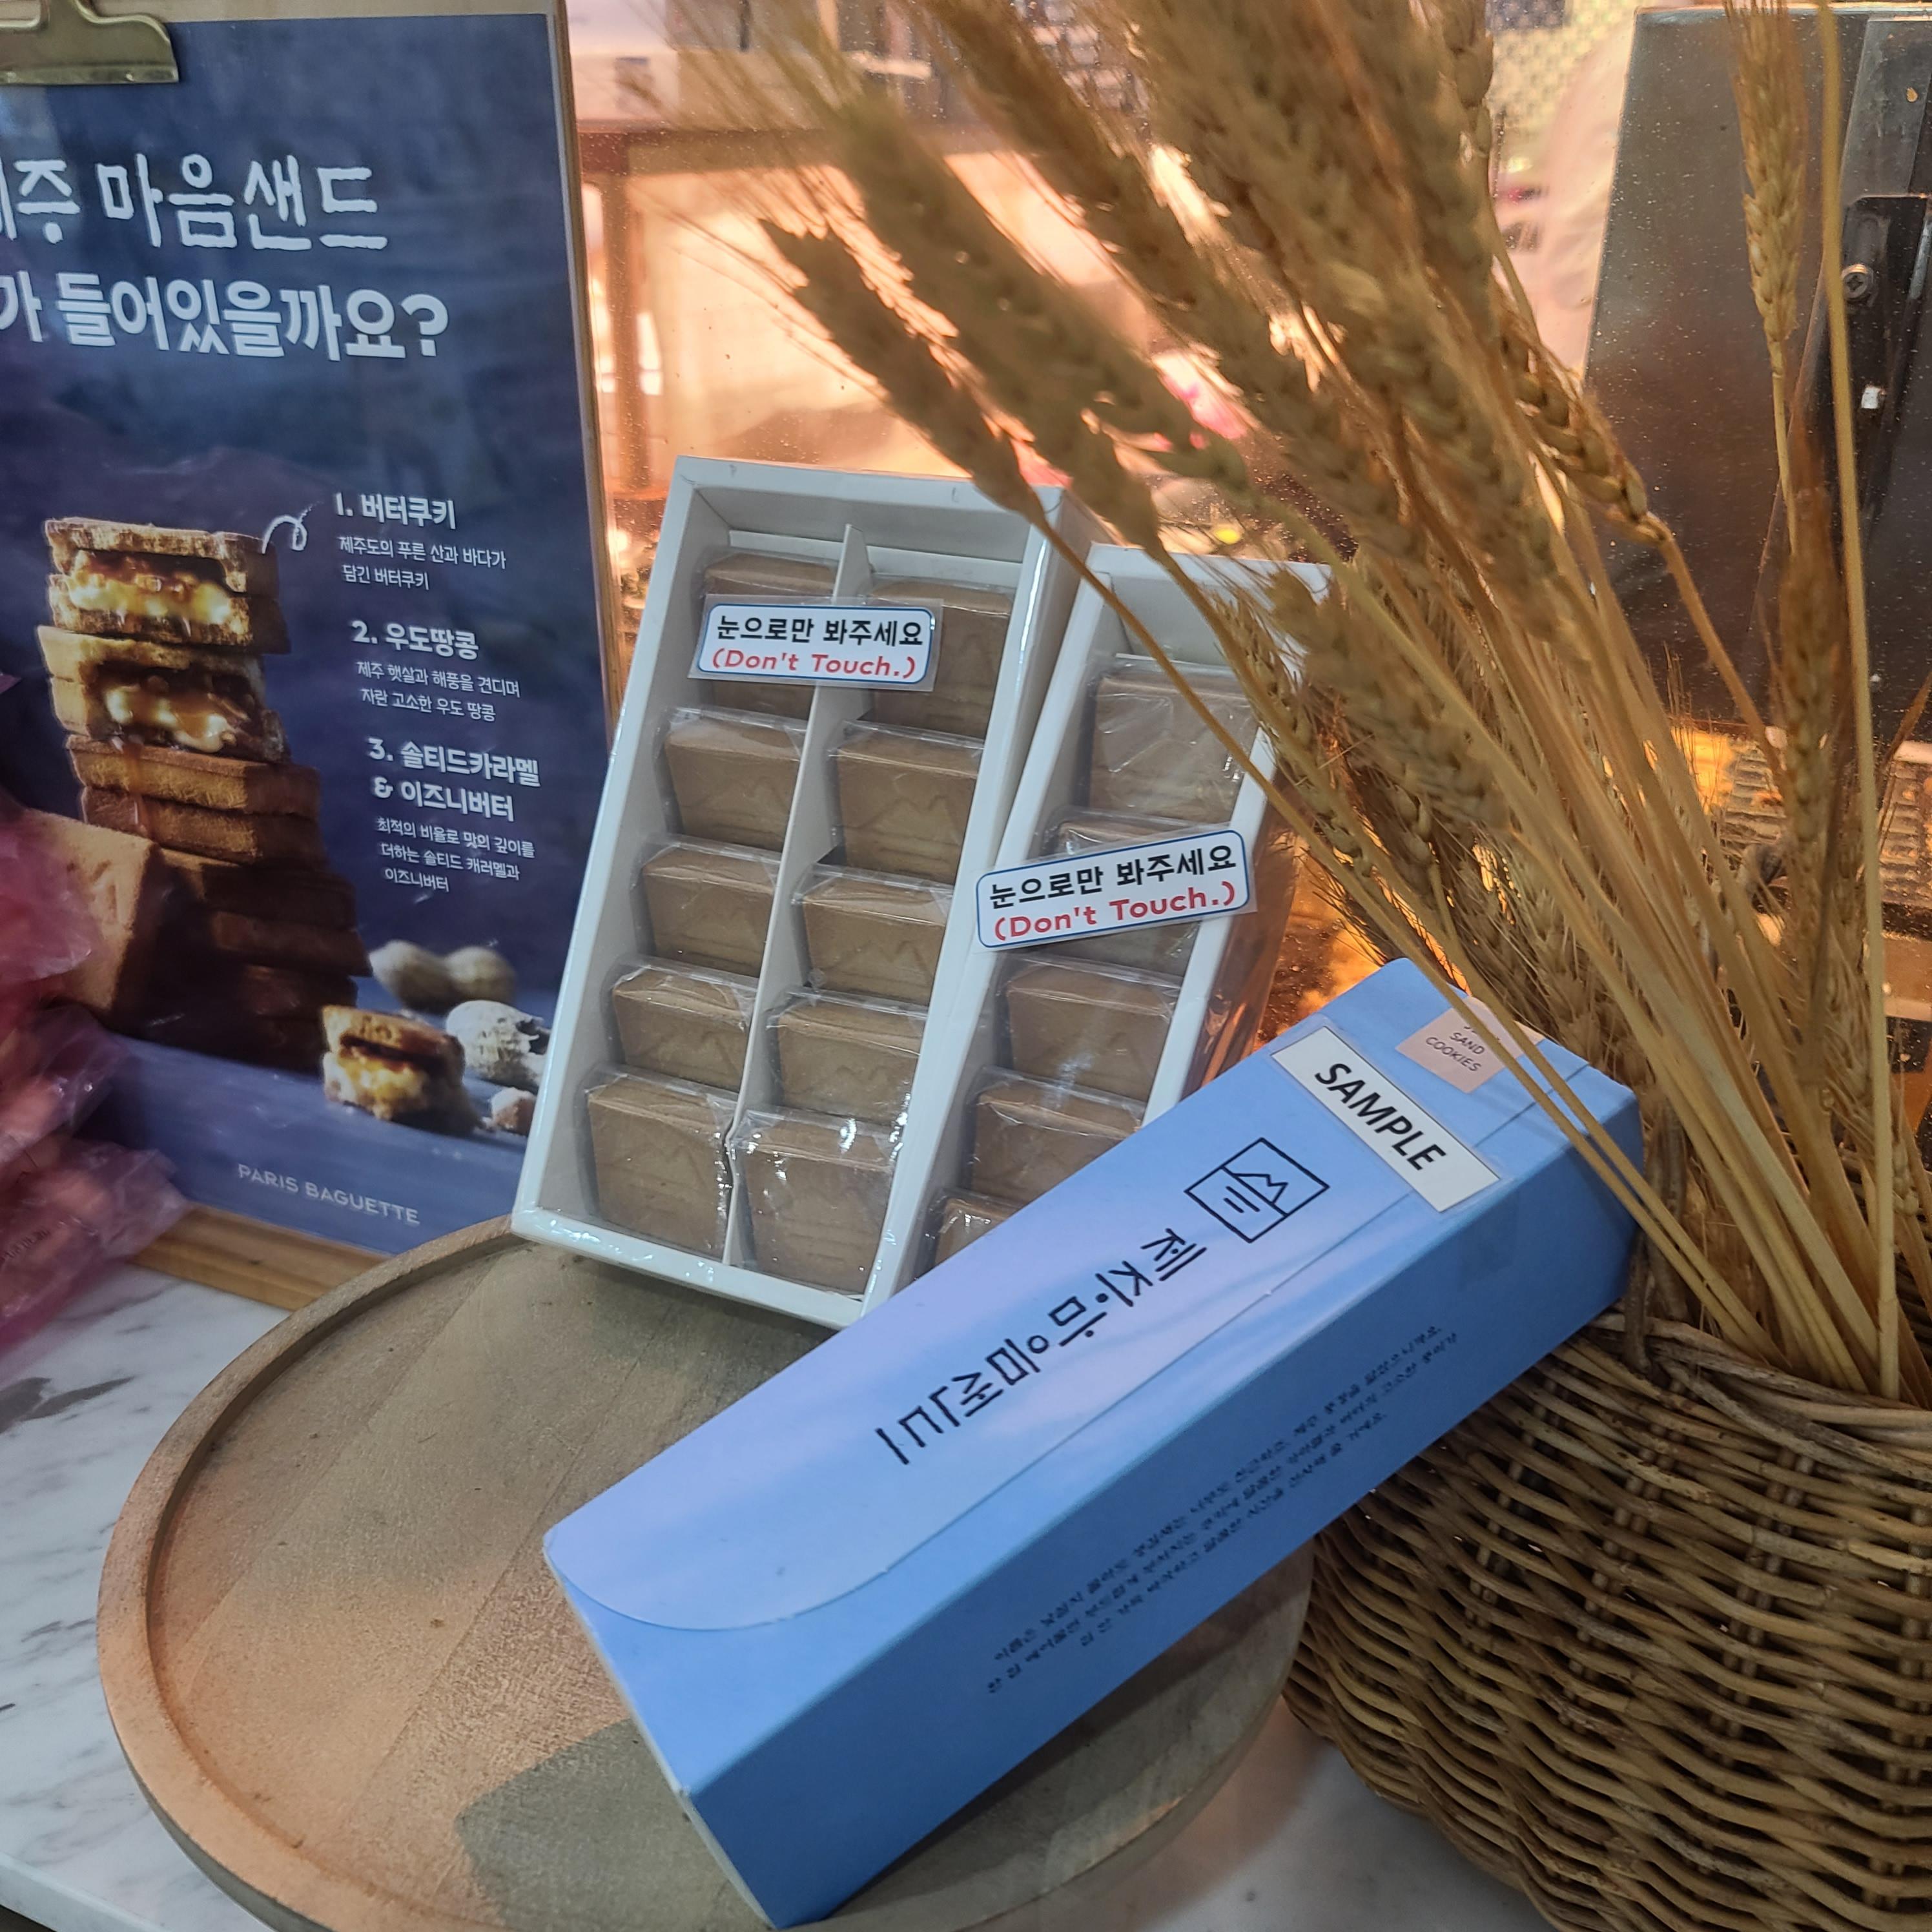 마음샌드
들어있을까요?
1. 버터쿠키
제주도의 푸른 산과 바다가
담긴 버터쿠키
2. 우도땅콩
제주 햇살과 해풍을 견디며
자란 고소한 우도 땅콩
3. 솔티드카라멜
& 이즈니버터
최적의 비율로 맛의 깊이를
더하는 솔티드 캐러멜과
이즈니버터
PARIS BAGUETTE
눈으로만 봐주세요
(Don't Touch.)
눈으로만 봐주세요
(Don't Touch.)
SAND
COOKIES
SAMPLE
제주마음샌드